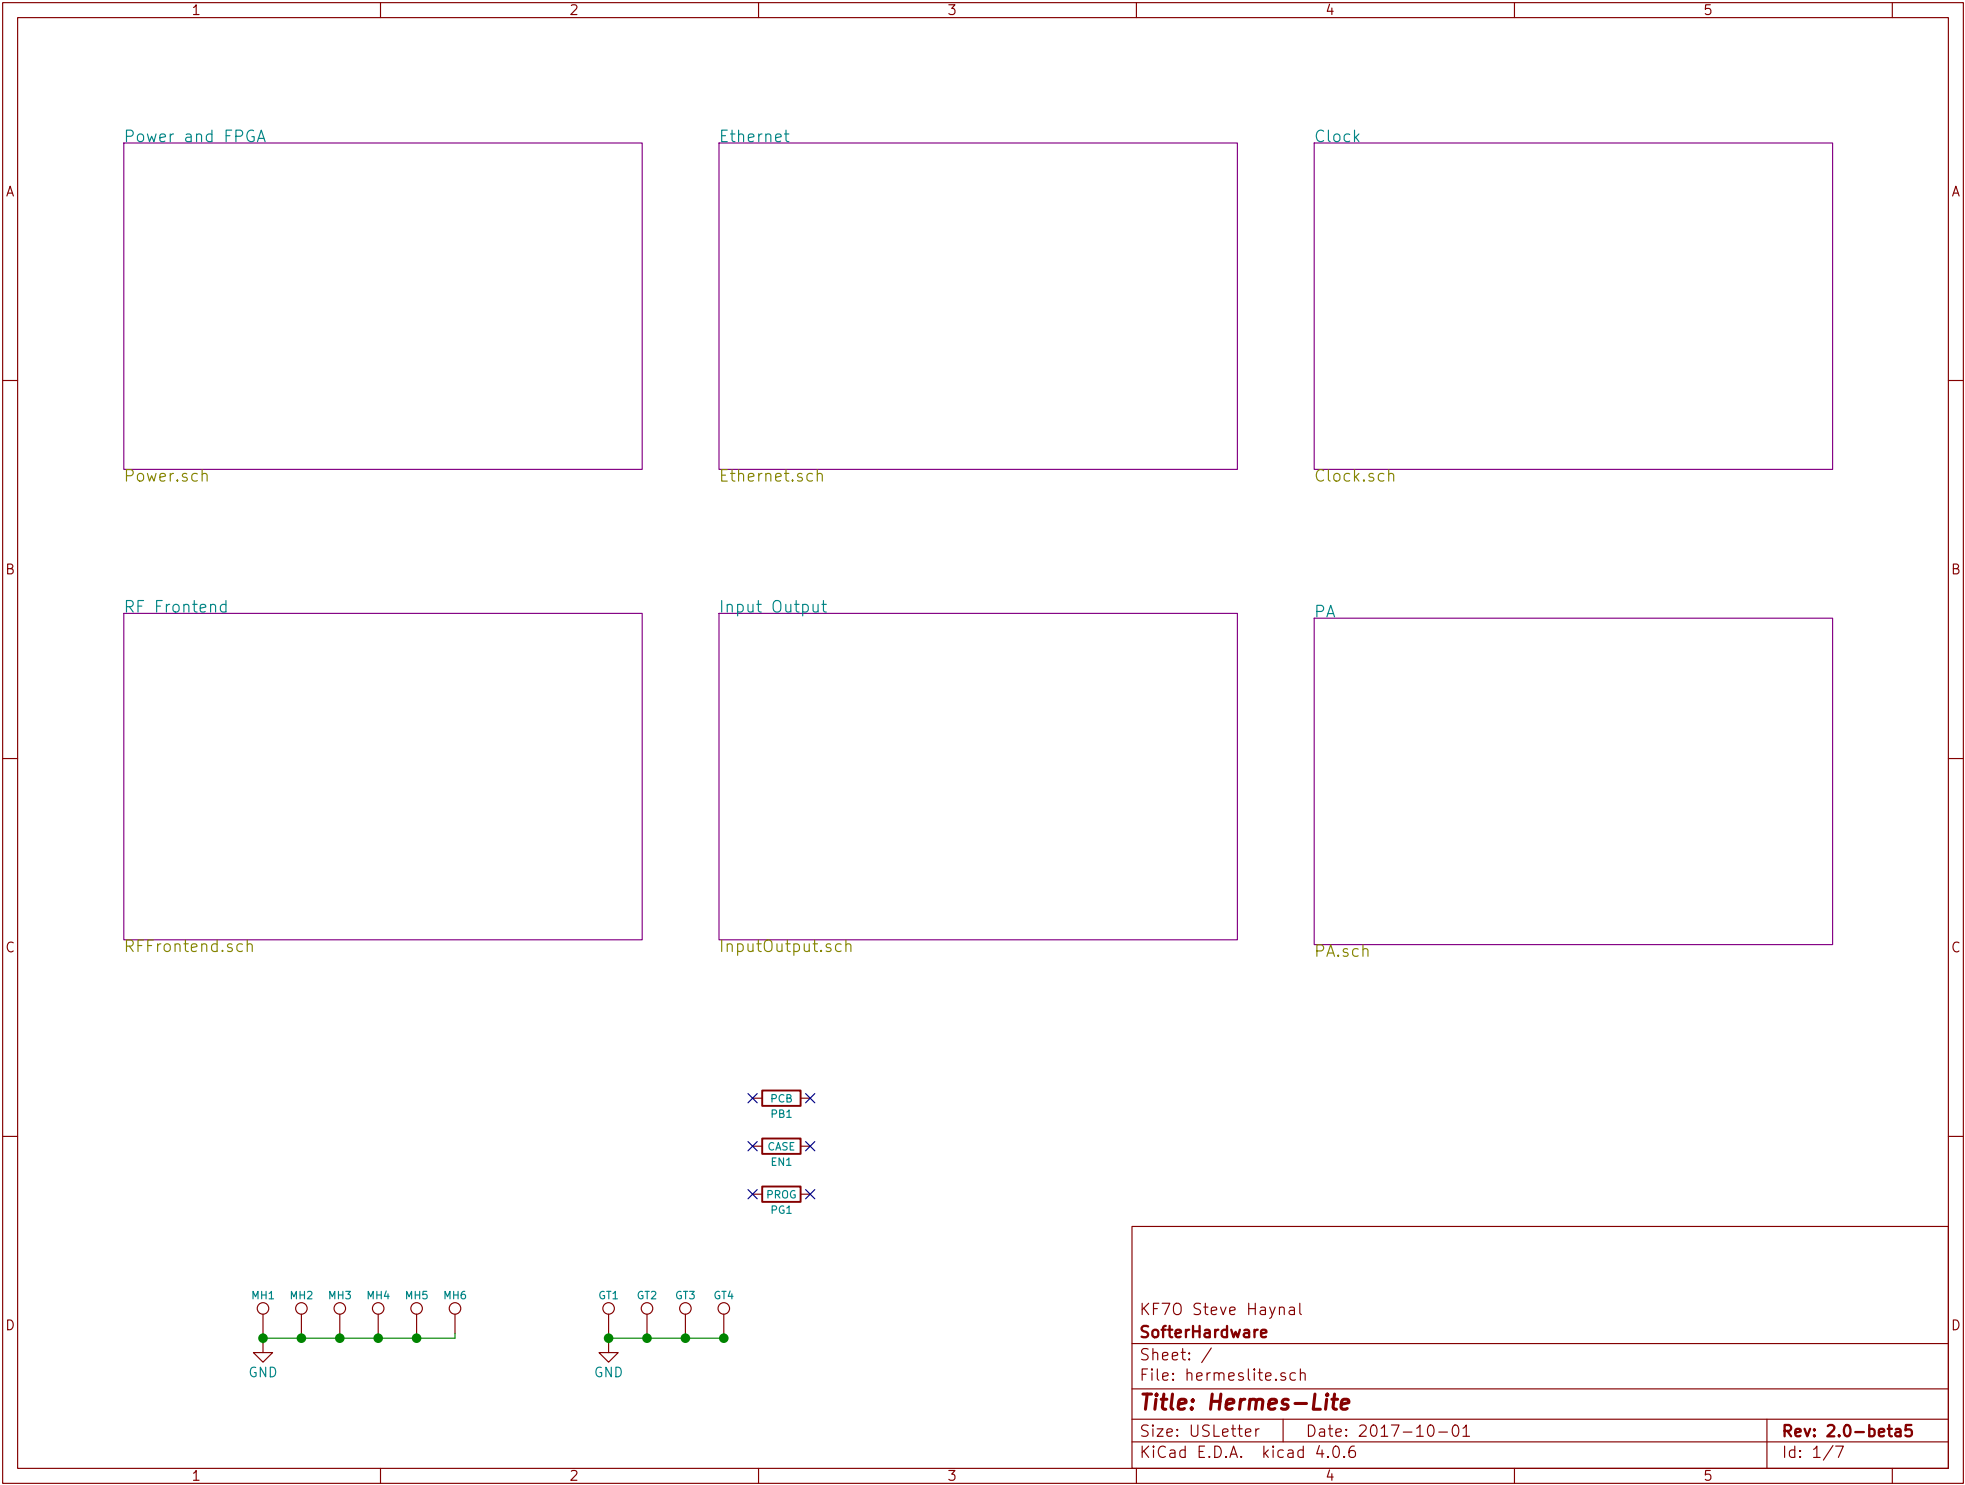 1 2 3 4 5
Power and FPGA Ethernet Clock
A A
Power.sch Ethernet.sch Clock.sch
B B
RF Frontend Input Output PA
C C
RFFrontend.sch InputOutput.sch PA.sch
PCB
PB1
CASE
EN1
PROG
PG1
MH1 MH2 MH3 MH4 MH5 MH6 GT1 GT2 GT3 GT4
D D
GND GND
KF7O Steve Haynal
SofterHardware
Sheet: /
File: hermeslite.sch
Title: Hermes-Lite
Size: USLetter Date: 2017-10-01 Rev: 2.0-beta5
KiCad E.D.A. kicad 4.0.6 Id: 1/7
1 2 3 4 5